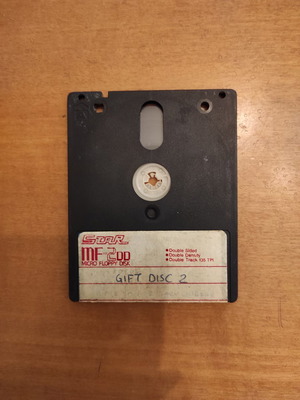 STAR
MF-2DD
MICRO FLOPPY DISK
Double Sided
Double Density
Double Track 135 TPI
GIFT DISC 2